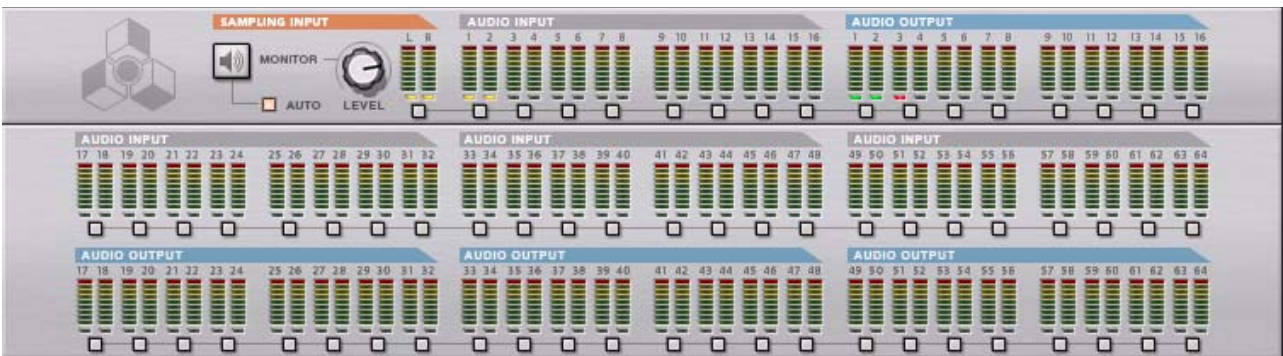 SAMPLING INPUT AUDIO INPUT AUDIO OUTPUT
L R 1 2 3 4 5 6 7 8 9 10 11 12 13 14 15 16 1 2 3 4 5 6 7 8 9 10 11 12 13 14 15 16
MONITOR
AUTO LEVEL
AUDIO INPUT AUDIO INPUT AUDIO INPUT
17 18 19 20 21 22 23 24 25 26 27 28 29 30 31 32 33 34 35 36 37 38 39 40 41 42 43 44 45 46 47 48 49 50 51 52 53 54 55 56 57 58 59 60 61 62 63 64
AUDIO OUTPUT AUDIO OUTPUT AUDIO OUTPUT
17 18 19 20 21 22 23 24 25 26 27 28 29 30 31 32 33 34 35 36 37 38 39 40 41 42 43 44 45 46 47 48 49 50 51 52 53 54 55 56 57 58 59 60 61 62 63 64